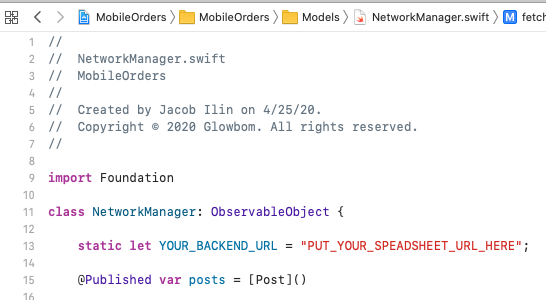 MobileOrders MobileOrders Models NetworkManager.swift M fetch
1 //
2 // NetworkManager.swift
3 // MobileOrders
4 //
5 // Created by Jacob Ilin on 4/25/20.
6 // Copyright © 2020 Glowbom. All rights reserved.
7 //
8
9 import Foundation
10
11 class NetworkManager: ObservableObject {
12
13 static let YOUR_BACKEND_URL = "PUT_YOUR_SPEADSHEET_URL_HERE";
14
15 @Published var posts = [Post]()
16